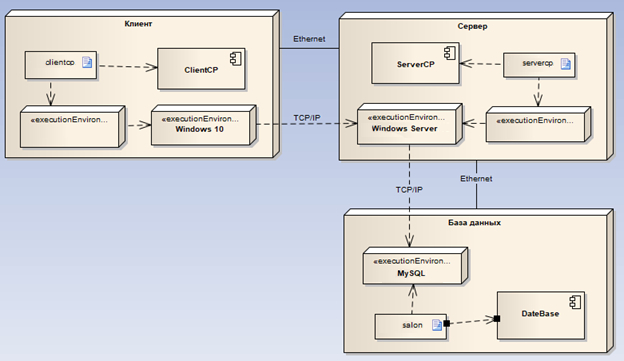 Клиент
clientcp
ClientCP
«executionEnviron...
«executionEnviron...
Windows 10
Ethernet
TCP/IP
Сервер
ServerCP
servercp
«executionEnviron...
Windows Server
«executionEnviron...
Ethernet
TCP/IP
База данных
«executionEnviron...
MySQL
salon
DateBase